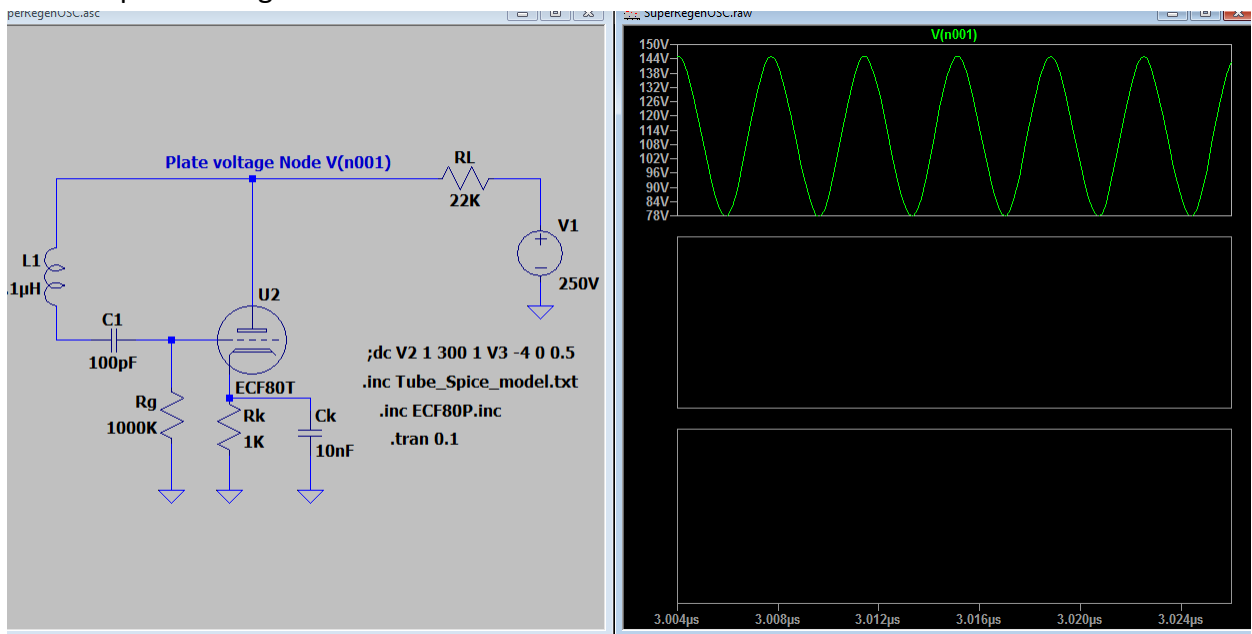 SuperRegenOSC.raw
V(n001)
150V
144V
138V
132V
126V
120V
114V
108V
102V
96V
90V
84V
78V
3.004µs
3.008µs
3.012µs
3.016µs
3.020µs
3.024µs
perRegenOSC.asc
Plate voltage Node V(n001)
RL
22K
V1
250V
L1
.1µH
U2
C1
100pF
ECF80T
Rg
1000K
Rk
1K
Ck
10nF
;dc V2 1 300 1 V3 -4 0 0.5
.inc Tube_Spice_model.txt
.inc ECF80P.inc
.tran 0.1